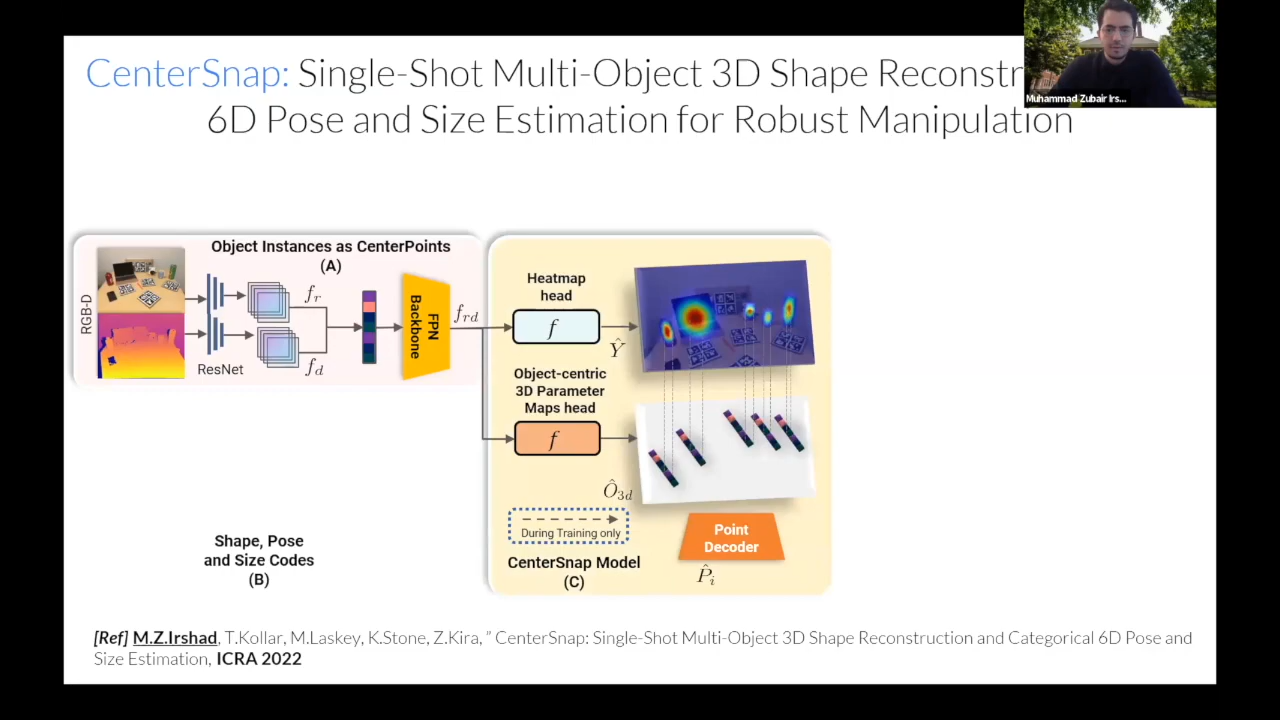 CenterSnap: Single-Shot Multi-Object 3D Shape Reconstr
6D Pose and Size Estimation for Robust Manipulation
Muhammad Zubair Irs...
Object Instances as CenterPoints
(A)
RGB-D
ResNet
f_r
f_d
FPN
Backbone
f_rd
Heatmap
head
f
Ŷ
Object-centric
3D Parameter
Maps head
f
Ô_3d
During Training only
CenterSnap Model
(C)
Point
Decoder
P̂_i
Shape, Pose
and Size Codes
(B)
[Ref] M.Z.Irshad, T.Kollar, M.Laskey, K.Stone, Z.Kira, " CenterSnap: Single-Shot Multi-Object 3D Shape Reconstruction and Categorical 6D Pose and
Size Estimation, ICRA 2022